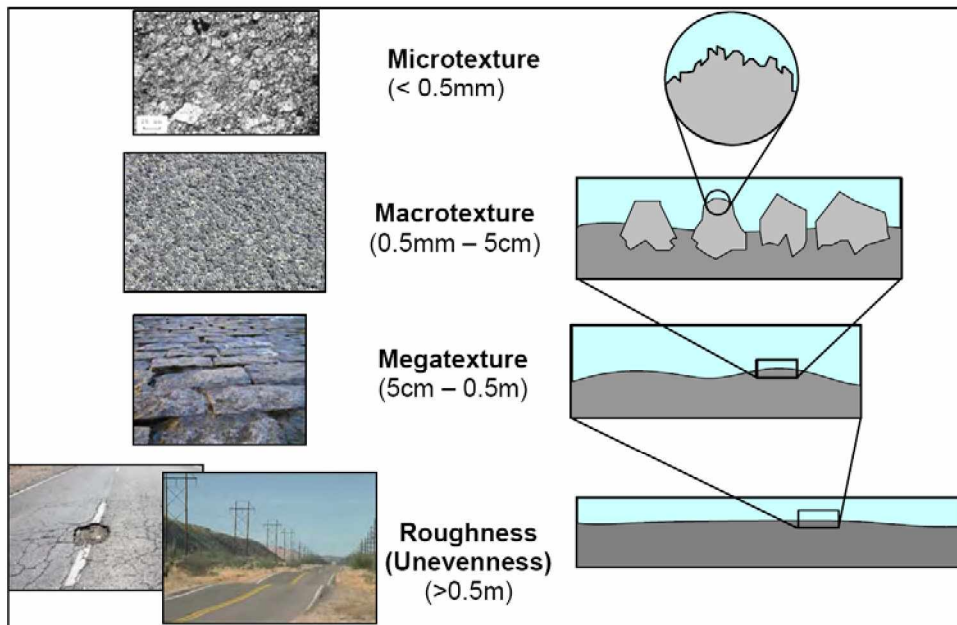 Microtexture
(< 0.5mm)
Macrotexture
(0.5mm – 5cm)
Megatexture
(5cm – 0.5m)
Roughness
(Unevenness)
(>0.5m)